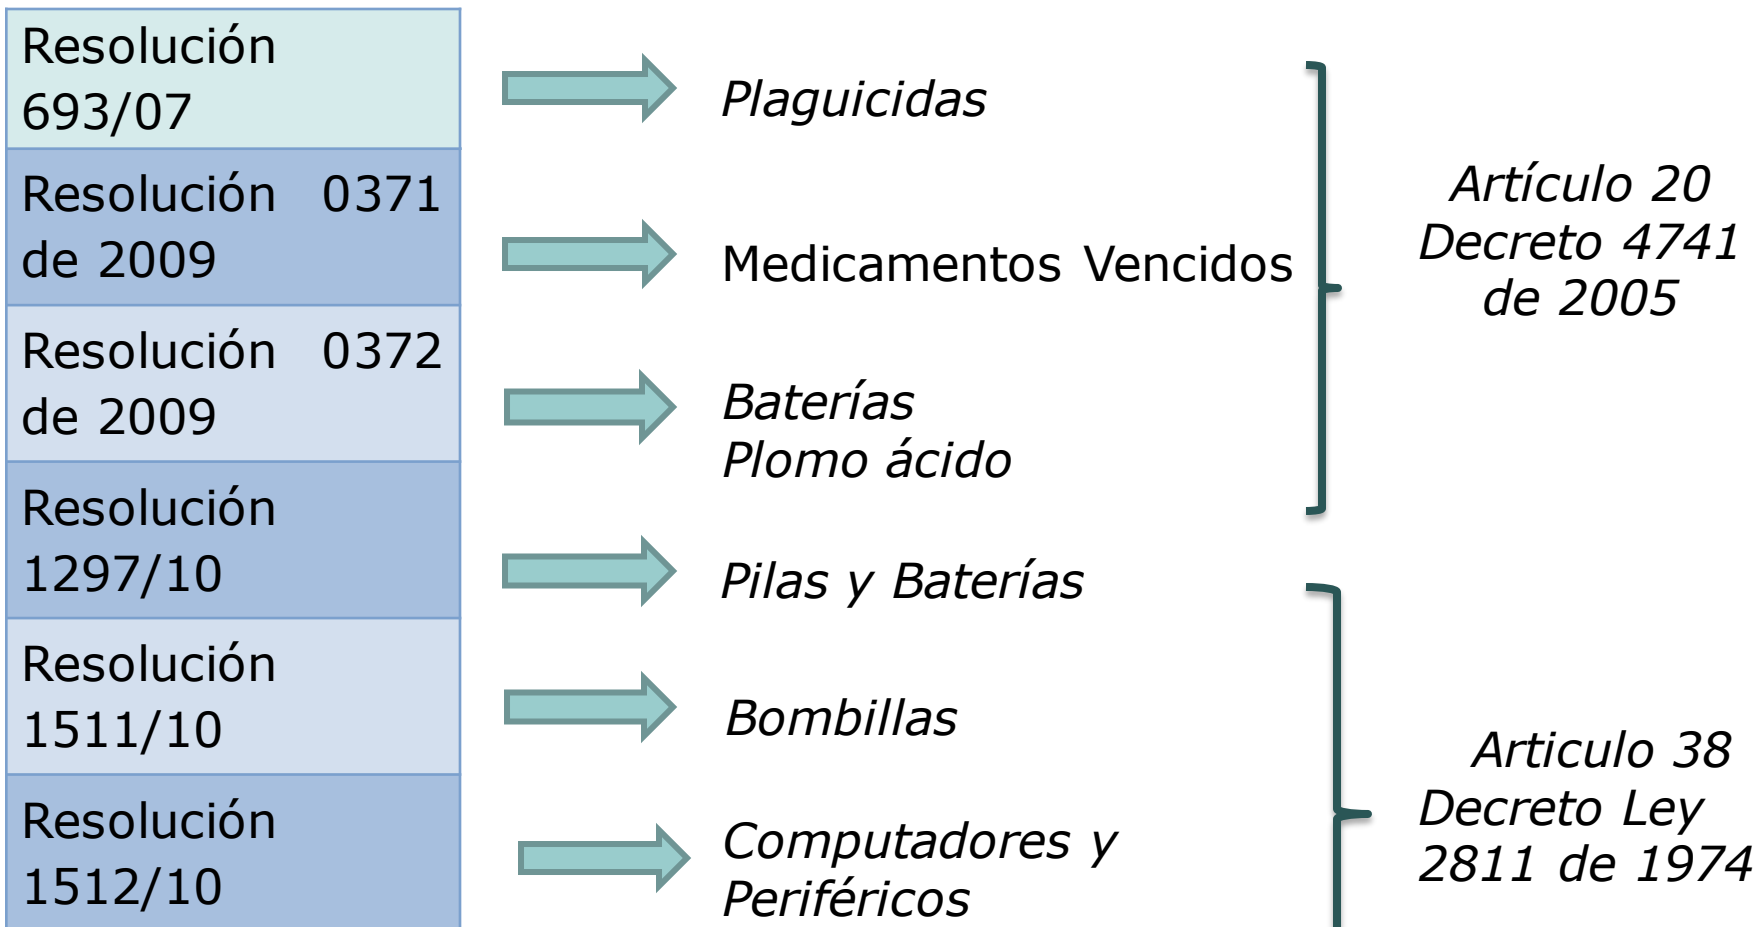 Resolución
693/07
Plaguicidas
Resolución 0371
de 2009
Medicamentos Vencidos
Resolución 0372
de 2009
Baterías
Plomo ácido
Artículo 20
Decreto 4741
de 2005
Resolución
1297/10
Pilas y Baterías
Resolución
1511/10
Bombillas
Resolución
1512/10
Computadores y
Periféricos
Articulo 38
Decreto Ley
2811 de 1974